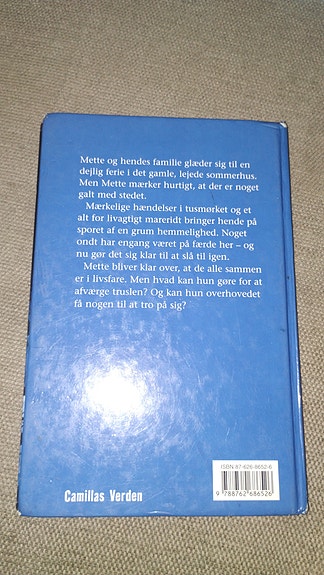 Mette og hendes familie glæder sig til en
dejlig ferie i det gamle, lejede sommerhus.
Men Mette mærker hurtigt, at der er noget
galt med stedet.
Mærkelige hændelser i tusmørket og et
alt for livagtigt mareridt bringer hende på
sporet af en grum hemmelighed. Noget
ondt har engang været på færde her – og
nu gør det sig klar til at slå til igen.
Mette bliver klar over, at de alle sammen
er i livsfare. Men hvad kan hun gøre for at
afværge truslen? Og kan hun overhovedet
få nogen til at tro på sig?
ISBN 87-626-8652-6
9 788762 686526
Camillas Verden